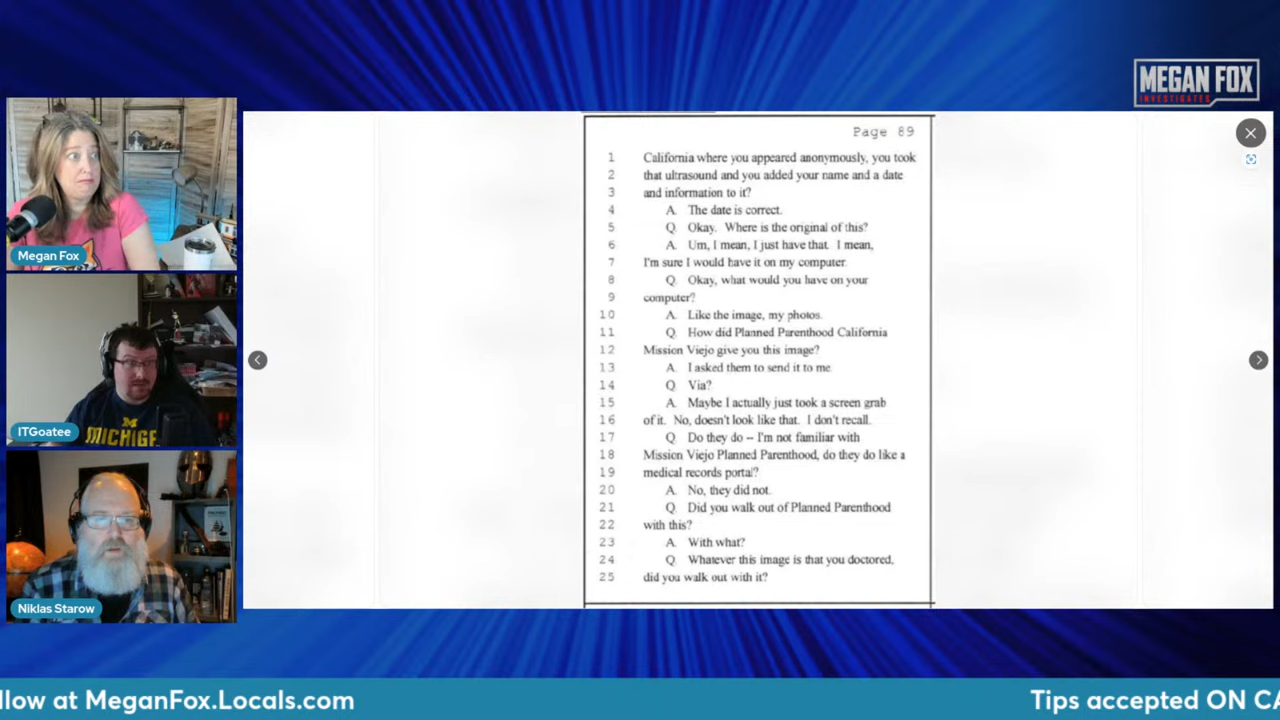 MEGAN FOX
INVESTIGATES
Megan Fox
MICHIGA
ITGoatee
Niklas Starow
Page 89
1 California where you appeared anonymously, you took
2 that ultrasound and you added your name and a date
3 and information to it?
4 A. The date is correct.
5 Q. Okay. Where is the original of this?
6 A. Um, I mean, I just have that. I mean,
7 I'm sure I would have it on my computer.
8 Q. Okay, what would you have on your
9 computer?
10 A. Like the image, my photos.
11 Q. How did Planned Parenthood California
12 Mission Viejo give you this image?
13 A. I asked them to send it to me.
14 Q. Via?
15 A. Maybe I actually just took a screen grab
16 of it. No, doesn't look like that. I don't recall.
17 Q. Do they do -- I'm not familiar with
18 Mission Viejo Planned Parenthood, do they do like a
19 medical records portal?
20 A. No, they did not.
21 Q. Did you walk out of Planned Parenthood
22 with this?
23 A. With what?
24 Q. Whatever this image is that you doctored,
25 did you walk out with it?
llow at MeganFox.Locals.com
Tips accepted ON CA